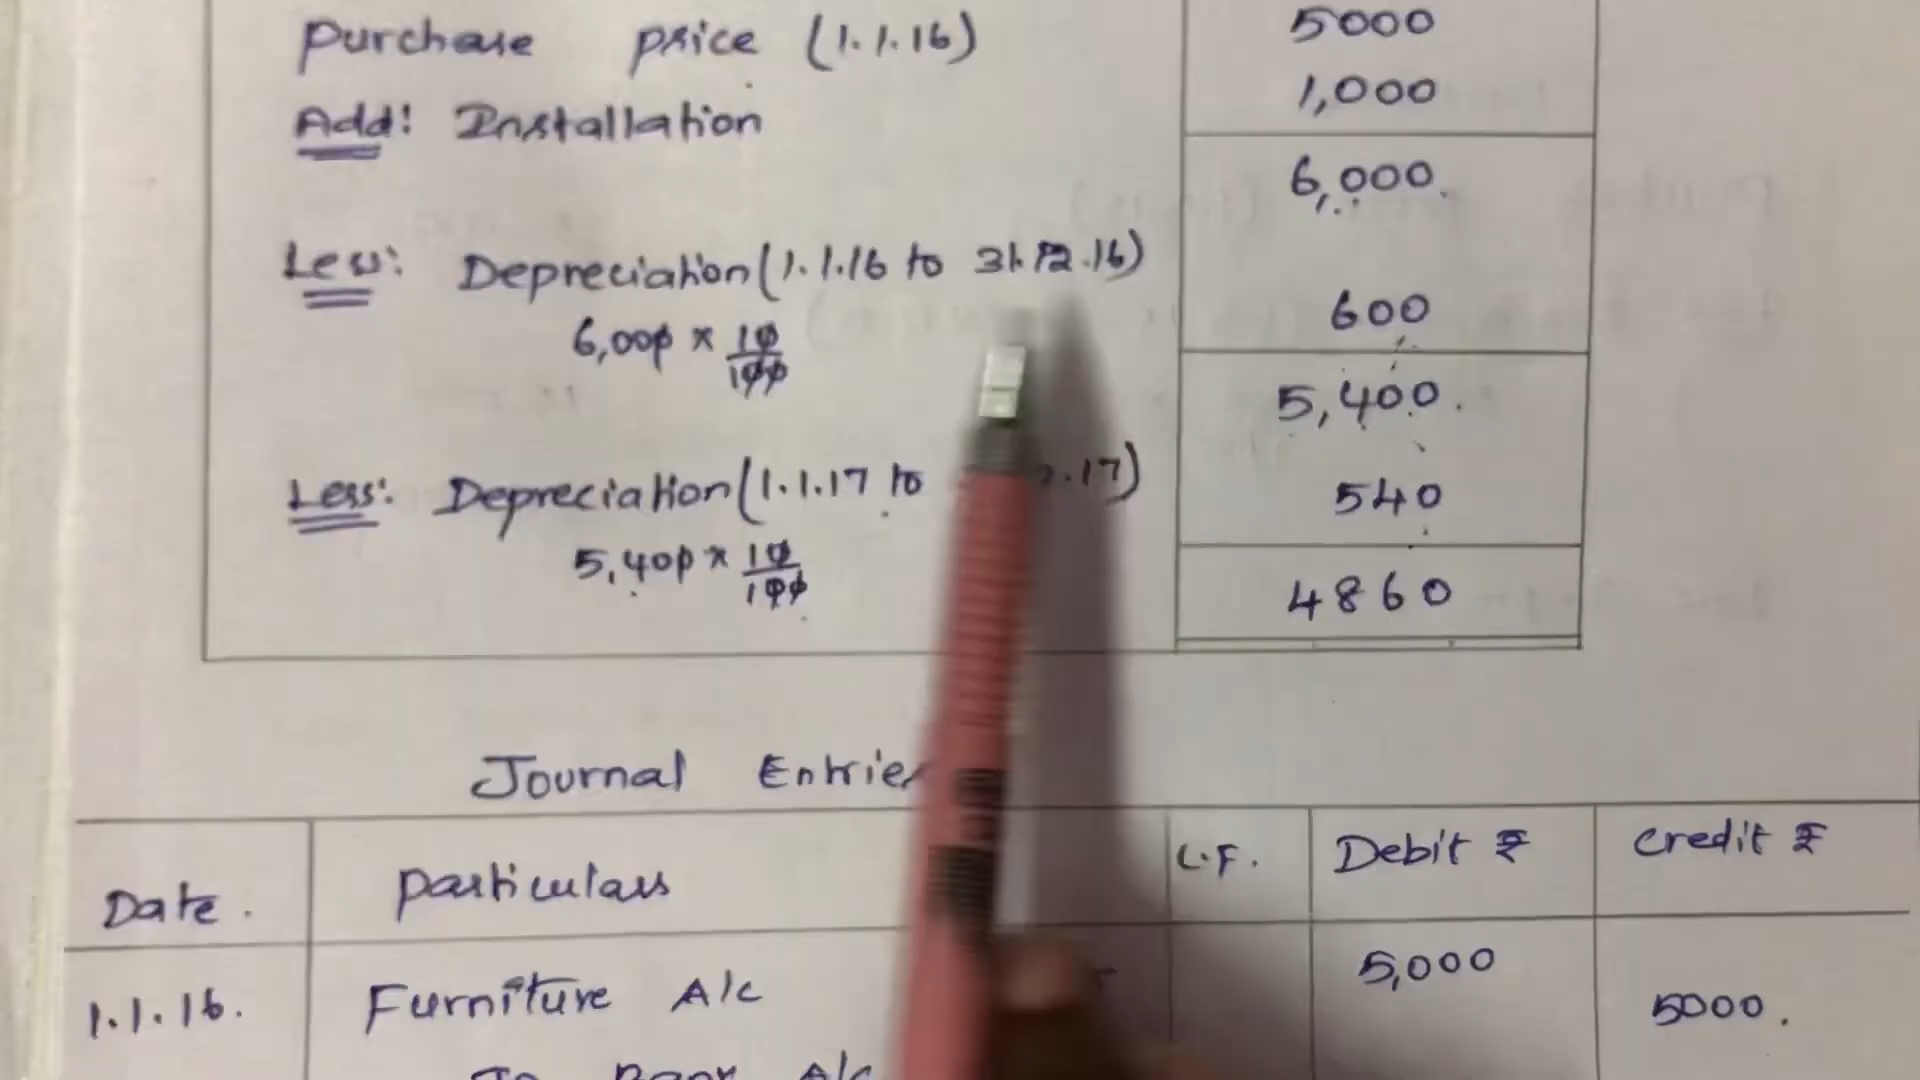 Purchase price (1.1.16) 5000
Add: Installation 1,000
6,000.
Less: Depreciation (1.1.16 to 31.12.16) 600
6,000 × 10/100
5,400.
Less: Depreciation (1.1.17 to .17) 540
5,400 × 10/100
4860
Journal Entries
Date. Particulars L.F. Debit ₹ Credit ₹
1.1.16. Furniture A/c 5,000
To Bank A/c 5000.